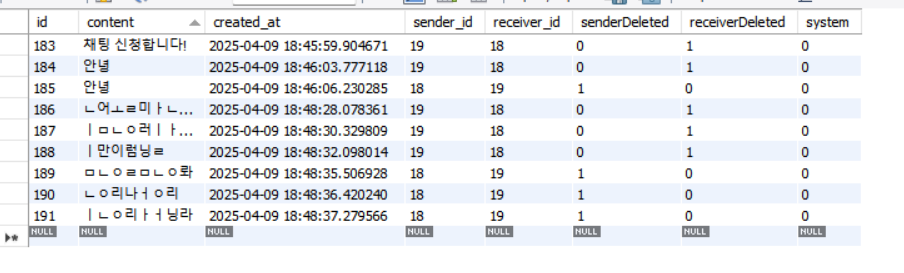 id content created_at sender_id receiver_id senderDeleted receiverDeleted system
183 채팅 신청합니다! 2025-04-09 18:45:59.904671 19 18 0 1 0
184 안녕 2025-04-09 18:46:03.777118 19 18 0 1 0
185 안녕 2025-04-09 18:46:06.230285 18 19 1 0 0
186 ㄴ어ㅗㄹ미ㅏㄴ... 2025-04-09 18:48:28.078361 19 18 0 1 0
187 ㅣㅁㄴㅇ러ㅣㅏ... 2025-04-09 18:48:30.329809 19 18 0 1 0
188 ㅣ만이럼닝ㄹ 2025-04-09 18:48:32.098014 19 18 0 1 0
189 ㅁㄴㅇㄹㅁㄴㅇ롸 2025-04-09 18:48:35.506928 18 19 1 0 0
190 ㄴㅇ리나ㅓㅇ리 2025-04-09 18:48:36.420240 18 19 1 0 0
191 ㅣㄴㅇ리ㅏㅓ닝라 2025-04-09 18:48:37.279566 18 19 1 0 0
NULL NULL NULL NULL NULL NULL NULL NULL